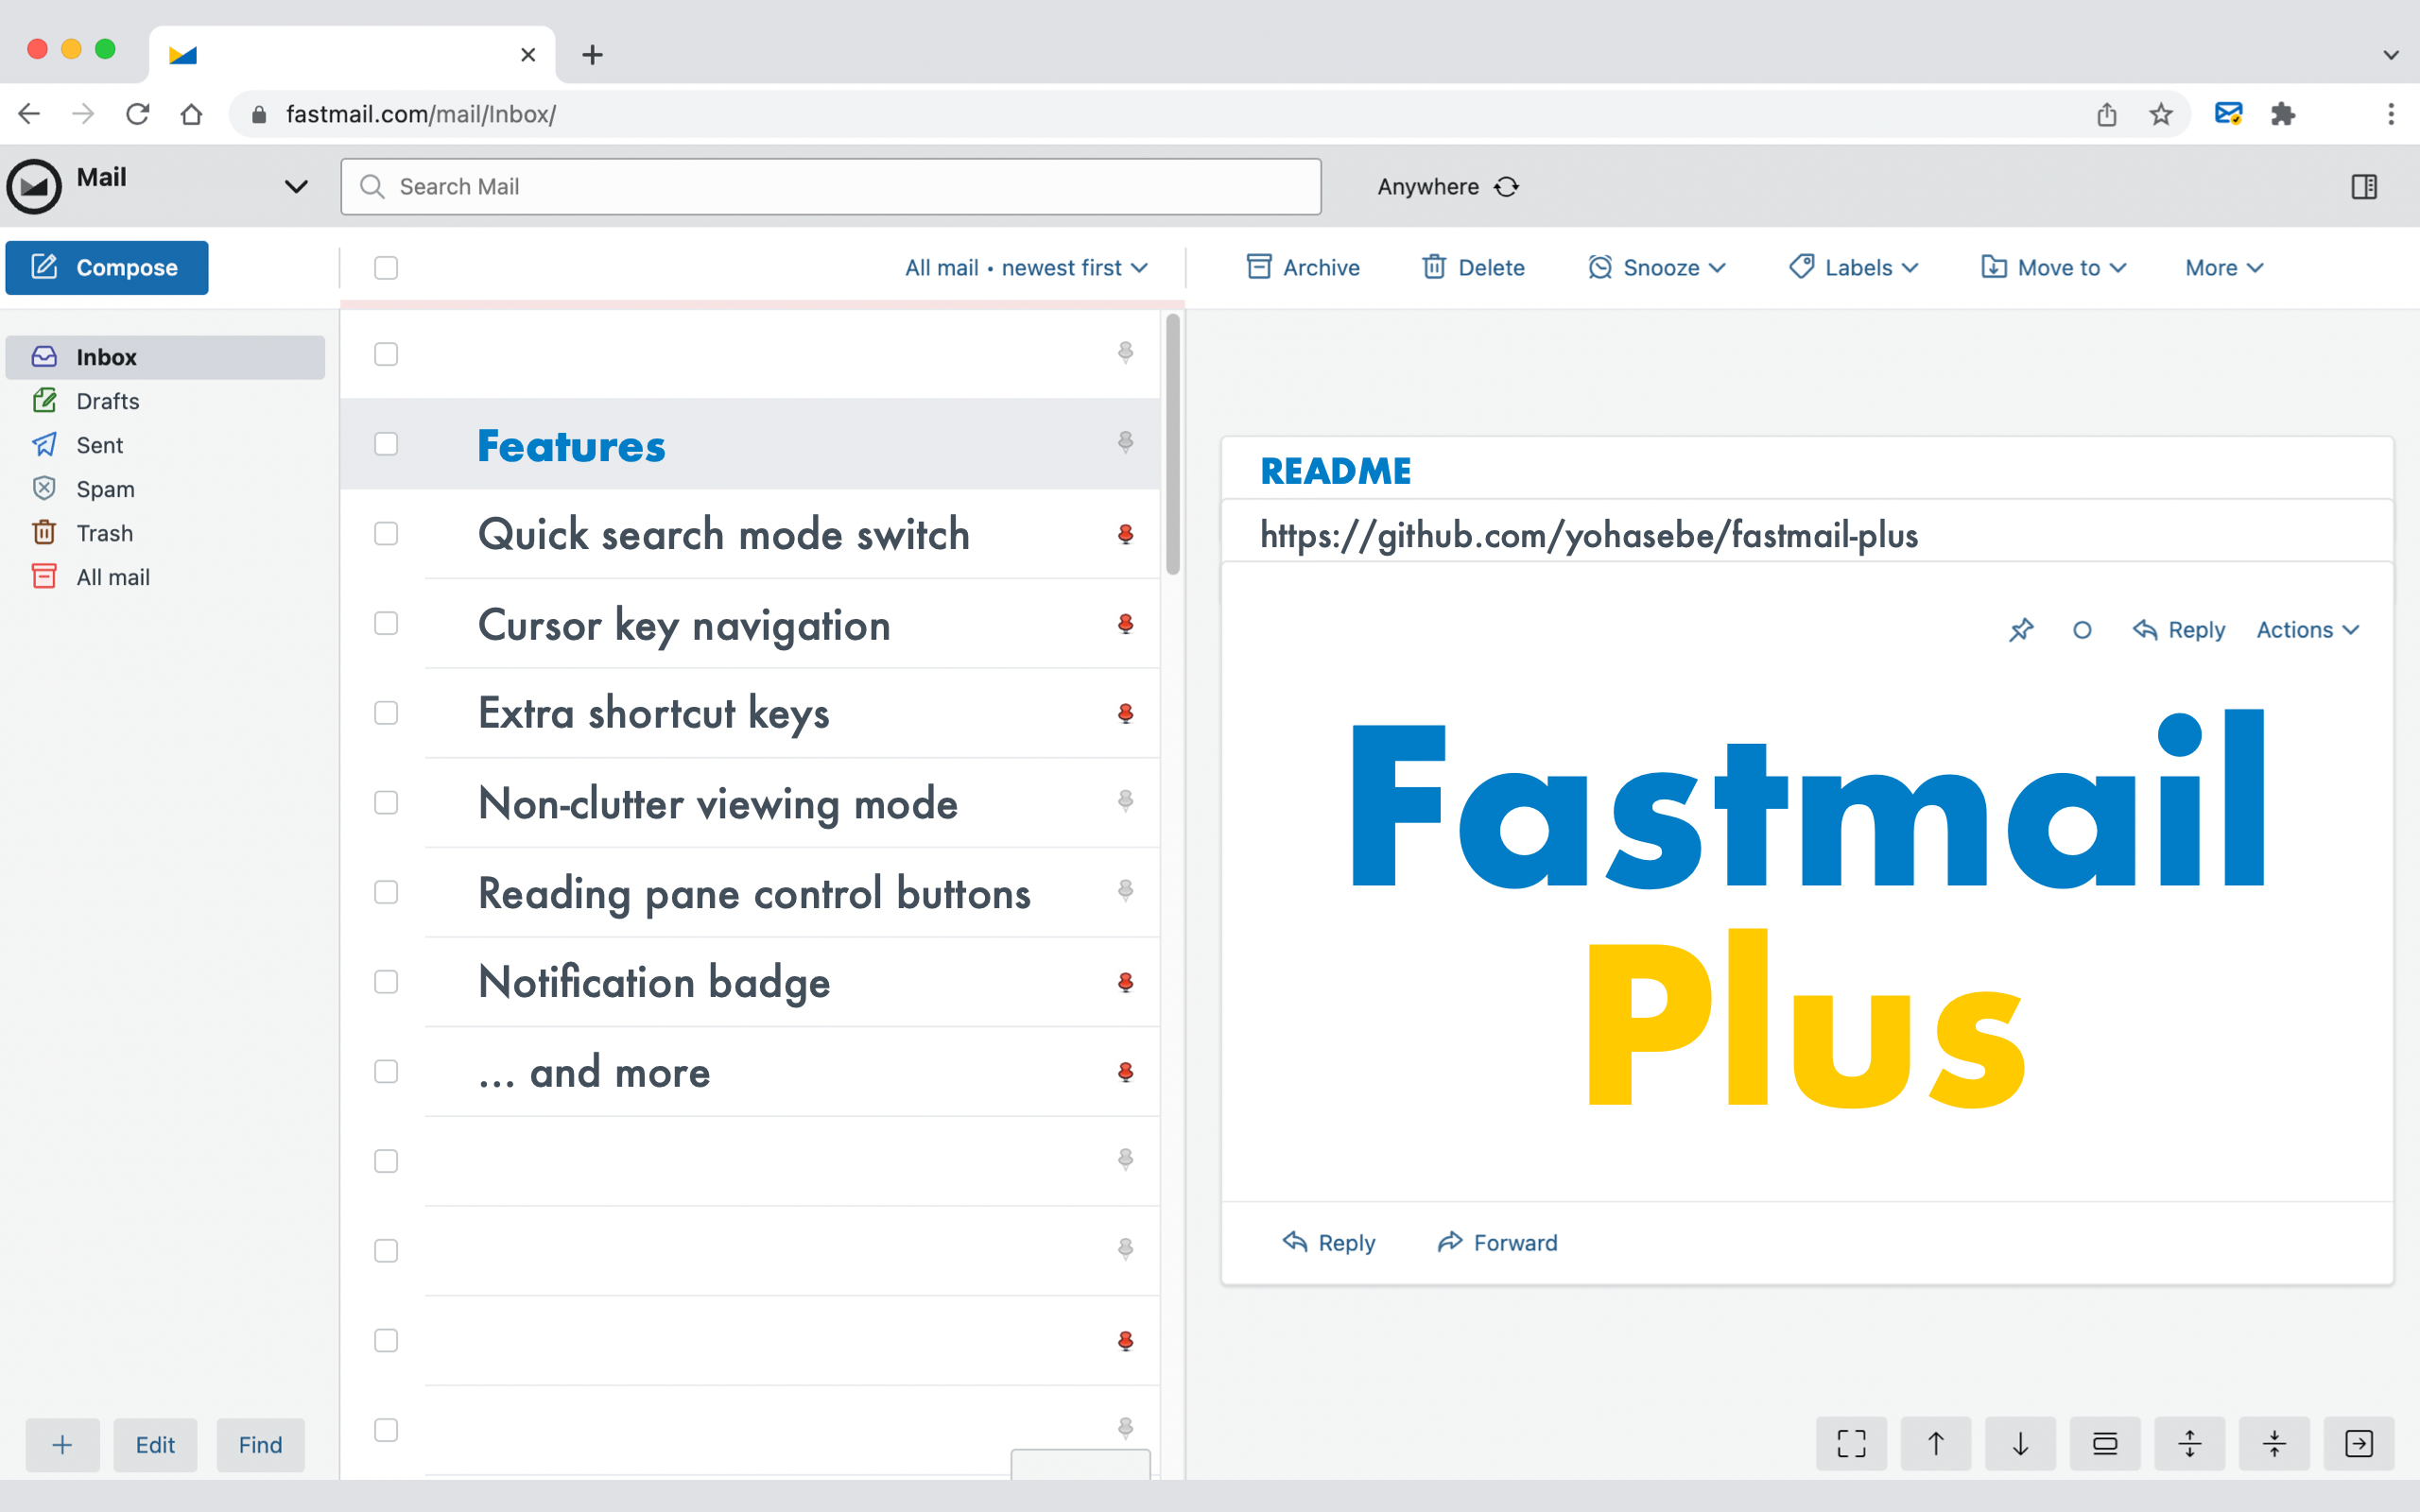 fastmail.com/mail/Inbox/
Mail
Search Mail
Anywhere
Compose
All mail • newest first
Archive
Delete
Snooze
Labels
Move to
More
Inbox
Drafts
Sent
Spam
Trash
All mail
Features
Quick search mode switch
Cursor key navigation
Extra shortcut keys
Non-clutter viewing mode
Reading pane control buttons
Notification badge
... and more
README
https://github.com/yohasebe/fastmail-plus
Reply
Actions
Fastmail
Plus
Reply
Forward
Edit
Find